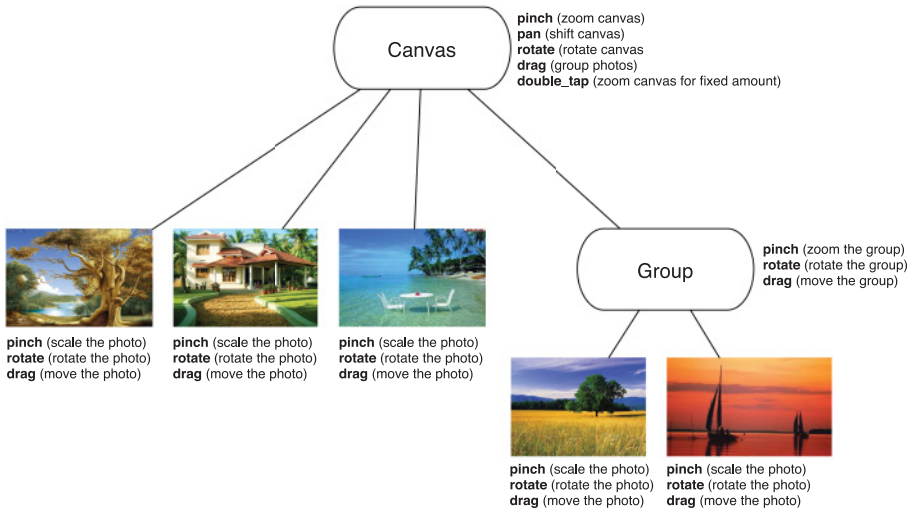 Canvas
pinch (zoom canvas)
pan (shift canvas)
rotate (rotate canvas
drag (group photos)
double_tap (zoom canvas for fixed amount)
Group
pinch (zoom the group)
rotate (rotate the group)
drag (move the group)
pinch (scale the photo)
rotate (rotate the photo)
drag (move the photo)
pinch (scale the photo)
rotate (rotate the photo)
drag (move the photo)
pinch (scale the photo)
rotate (rotate the photo)
drag (move the photo)
pinch (scale the photo)
rotate (rotate the photo)
drag (move the photo)
pinch (scale the photo)
rotate (rotate the photo)
drag (move the photo)